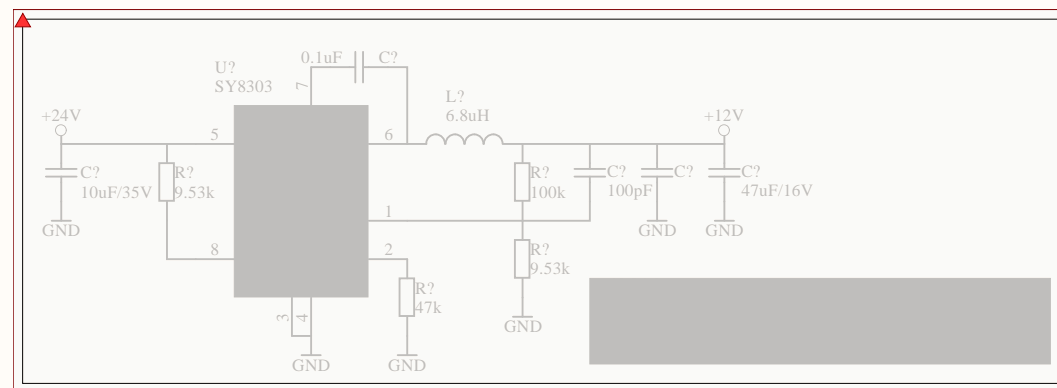 0.1uF C?
U?
SY8303
7
L?
6.8uH
+24V
+12V
5
6
C?
10uF/35V
R?
9.53k
R?
100k
C?
100pF
C?
C?
47uF/16V
1
GND
GND
GND
8
2
R?
9.53k
R?
47k
3
4
GND
GND
GND